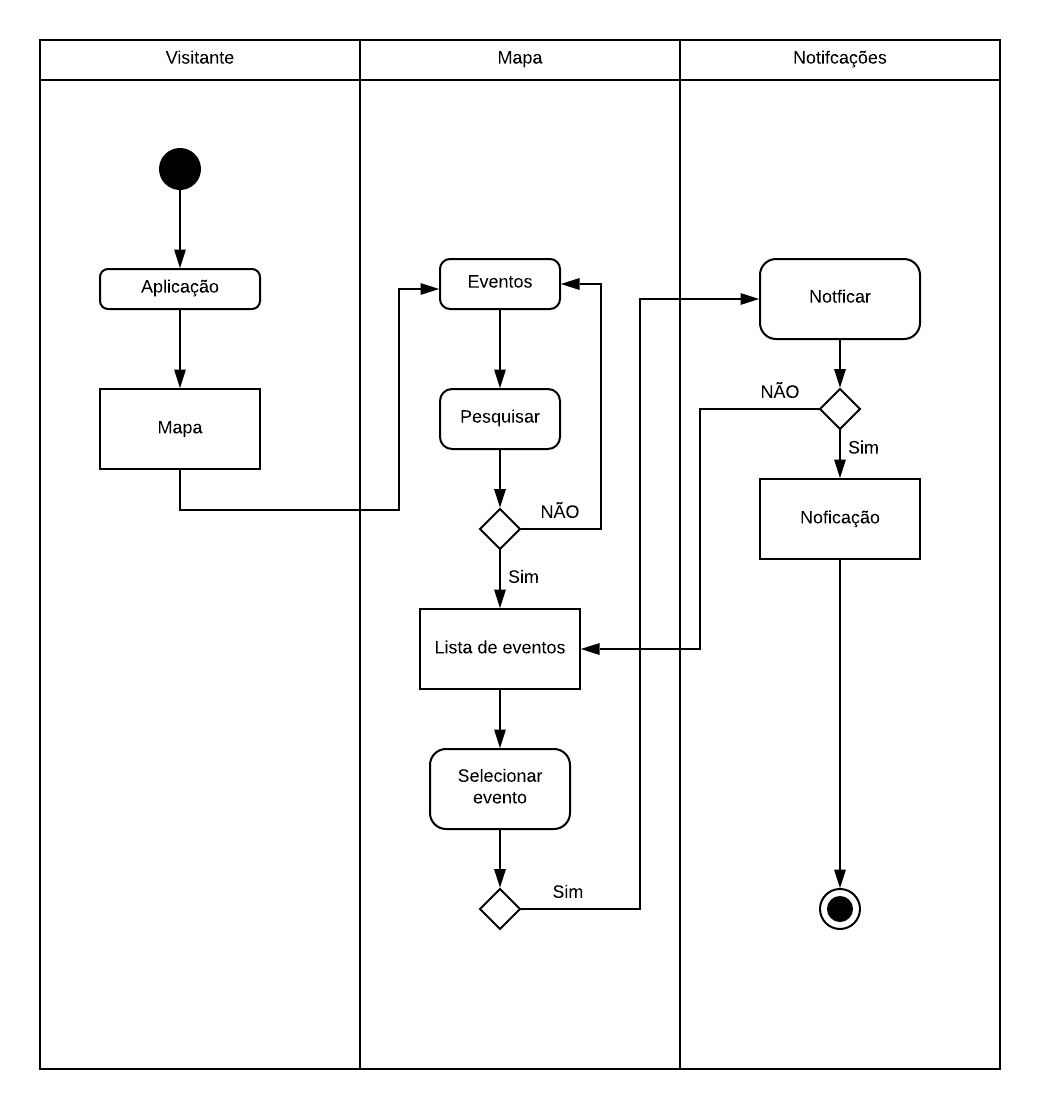 Visitante
Mapa
Notifcações
Aplicação
Mapa
Eventos
Pesquisar
NÃO
Sim
Lista de eventos
Selecionar
evento
Sim
Notficar
NÃO
Sim
Noficação